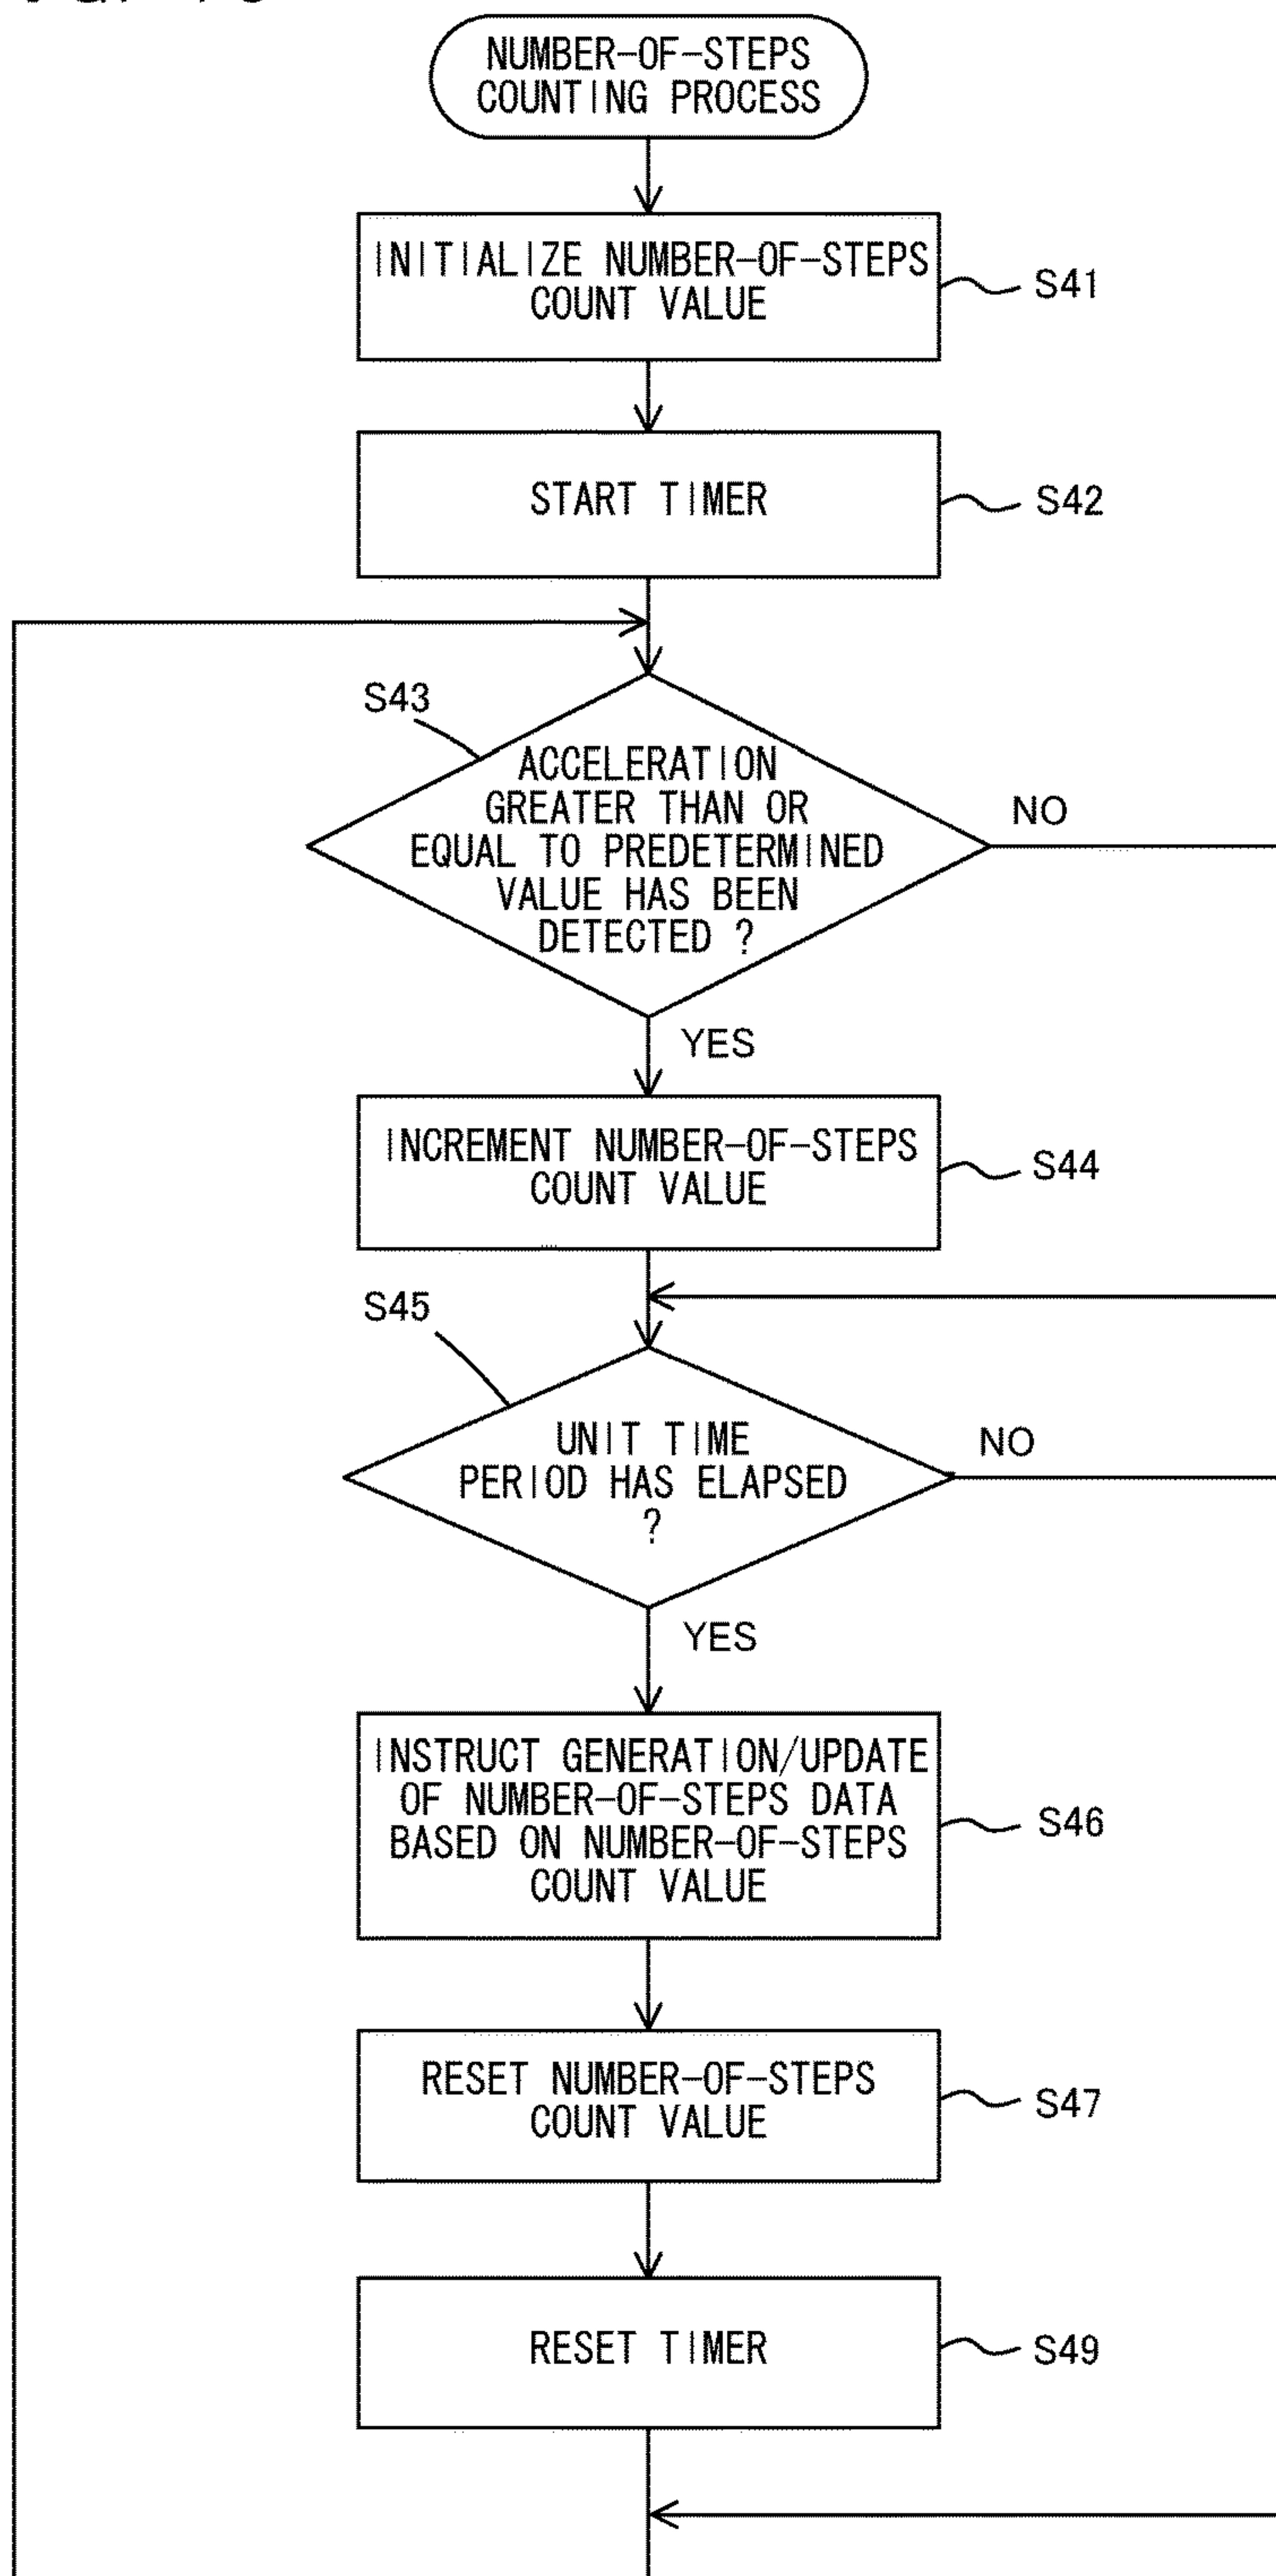 NUMBER-OF-STEPS
COUNTING PROCESS
INITIALIZE NUMBER-OF-STEPS
COUNT VALUE
S41
START TIMER
S42
S43
ACCELERATION
GREATER THAN OR
EQUAL TO PREDETERMINED
VALUE HAS BEEN
DETECTED ?
NO
YES
INCREMENT NUMBER-OF-STEPS
COUNT VALUE
S44
S45
UNIT TIME
PERIOD HAS ELAPSED
?
NO
YES
INSTRUCT GENERATION/UPDATE
OF NUMBER-OF-STEPS DATA
BASED ON NUMBER-OF-STEPS
COUNT VALUE
S46
RESET NUMBER-OF-STEPS
COUNT VALUE
S47
RESET TIMER
S49